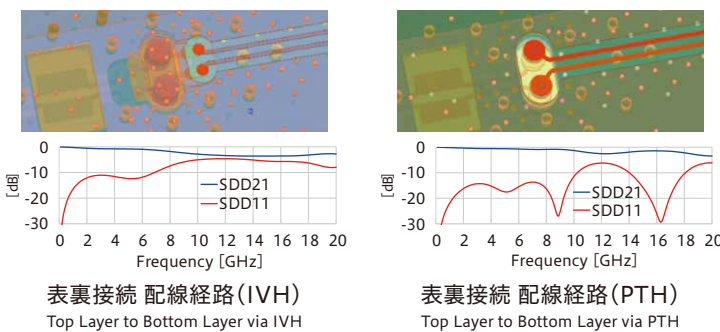 0
-10
-20
-30
[dB]
SDD21
SDD11
0 2 4 6 8 10 12 14 16 18 20
Frequency [GHz]
表裏接続 配線経路(IVH)
Top Layer to Bottom Layer via IVH
0
-10
-20
-30
[dB]
SDD21
SDD11
0 2 4 6 8 10 12 14 16 18 20
Frequency [GHz]
表裏接続 配線経路(PTH)
Top Layer to Bottom Layer via PTH